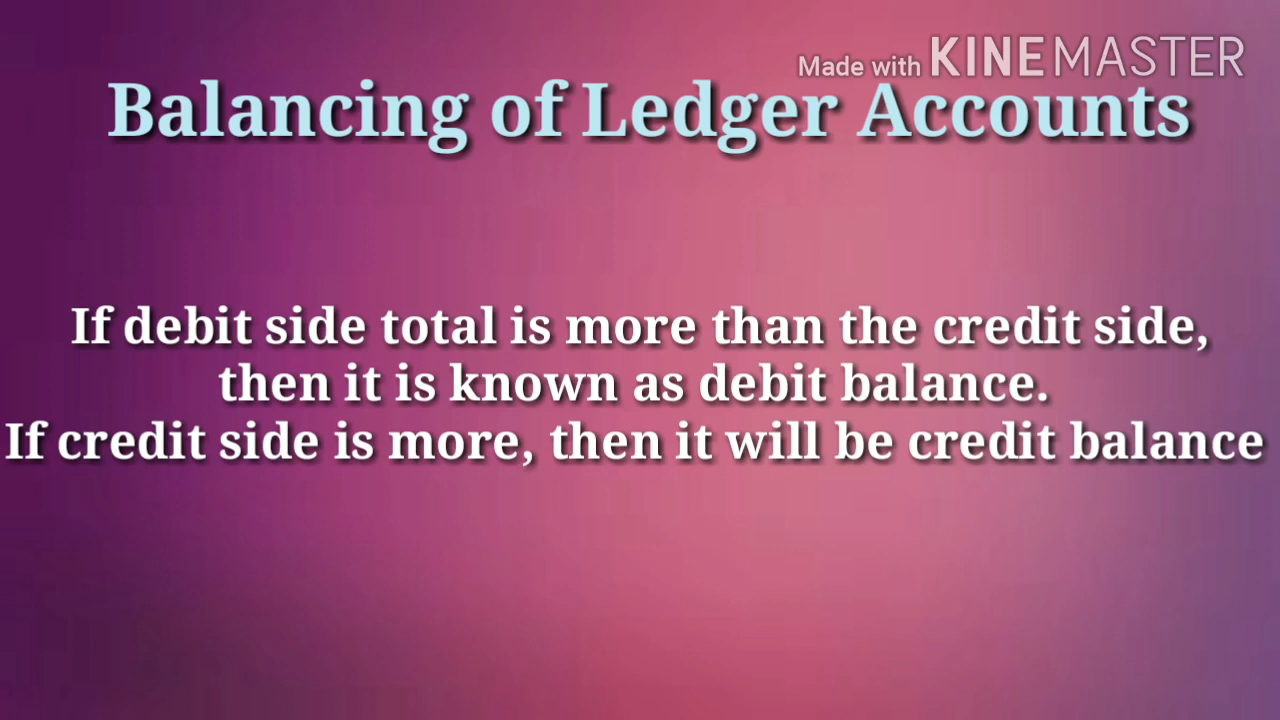 Made with KINEMASTER
Balancing of Ledger Accounts
If debit side total is more than the credit side,
then it is known as debit balance.
If credit side is more, then it will be credit balance